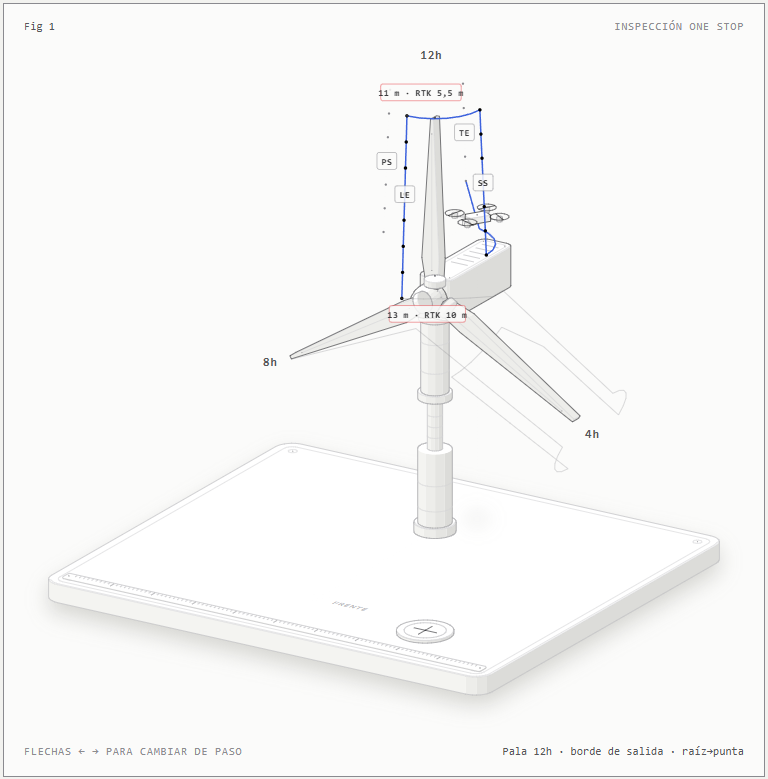 Fig 1
INSPECCIÓN ONE STOP
12h
11 m · RTK 5,5 m
TE
PS
SS
LE
13 m · RTK 10 m
8h
4h
FRENTE
FLECHAS ← → PARA CAMBIAR DE PASO
Pala 12h · borde de salida · raíz→punta